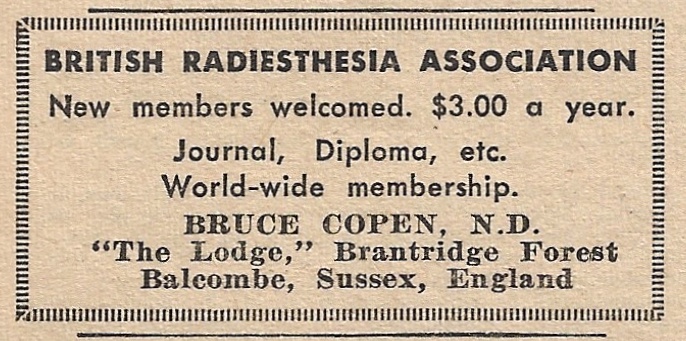 BRITISH RADIESTHESIA ASSOCIATION
New members welcomed. $3.00 a year.
Journal, Diploma, etc.
World-wide membership.
BRUCE COPEN, N.D.
“The Lodge,” Brantridge Forest
Balcombe, Sussex, England